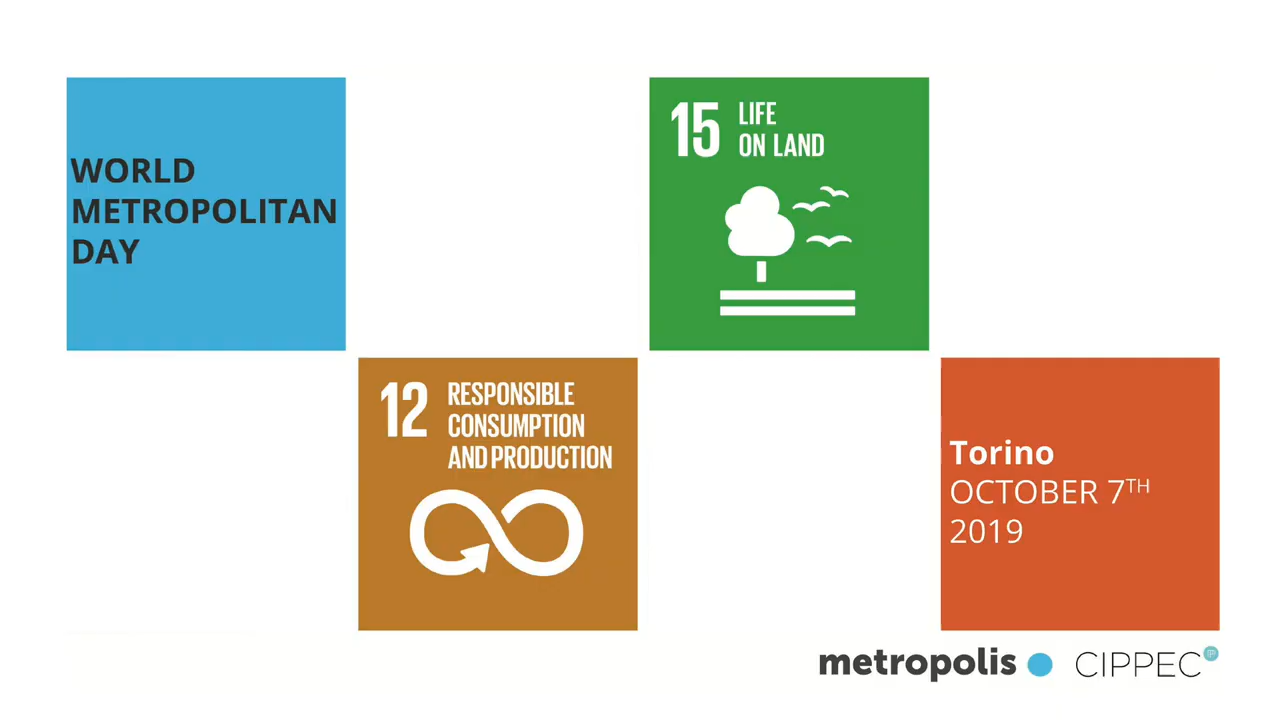 WORLD
METROPOLITAN
DAY
15 LIFE
ON LAND
12 RESPONSIBLE
CONSUMPTION
AND PRODUCTION
Torino
OCTOBER 7TH
2019
metropolis
CIPPEC